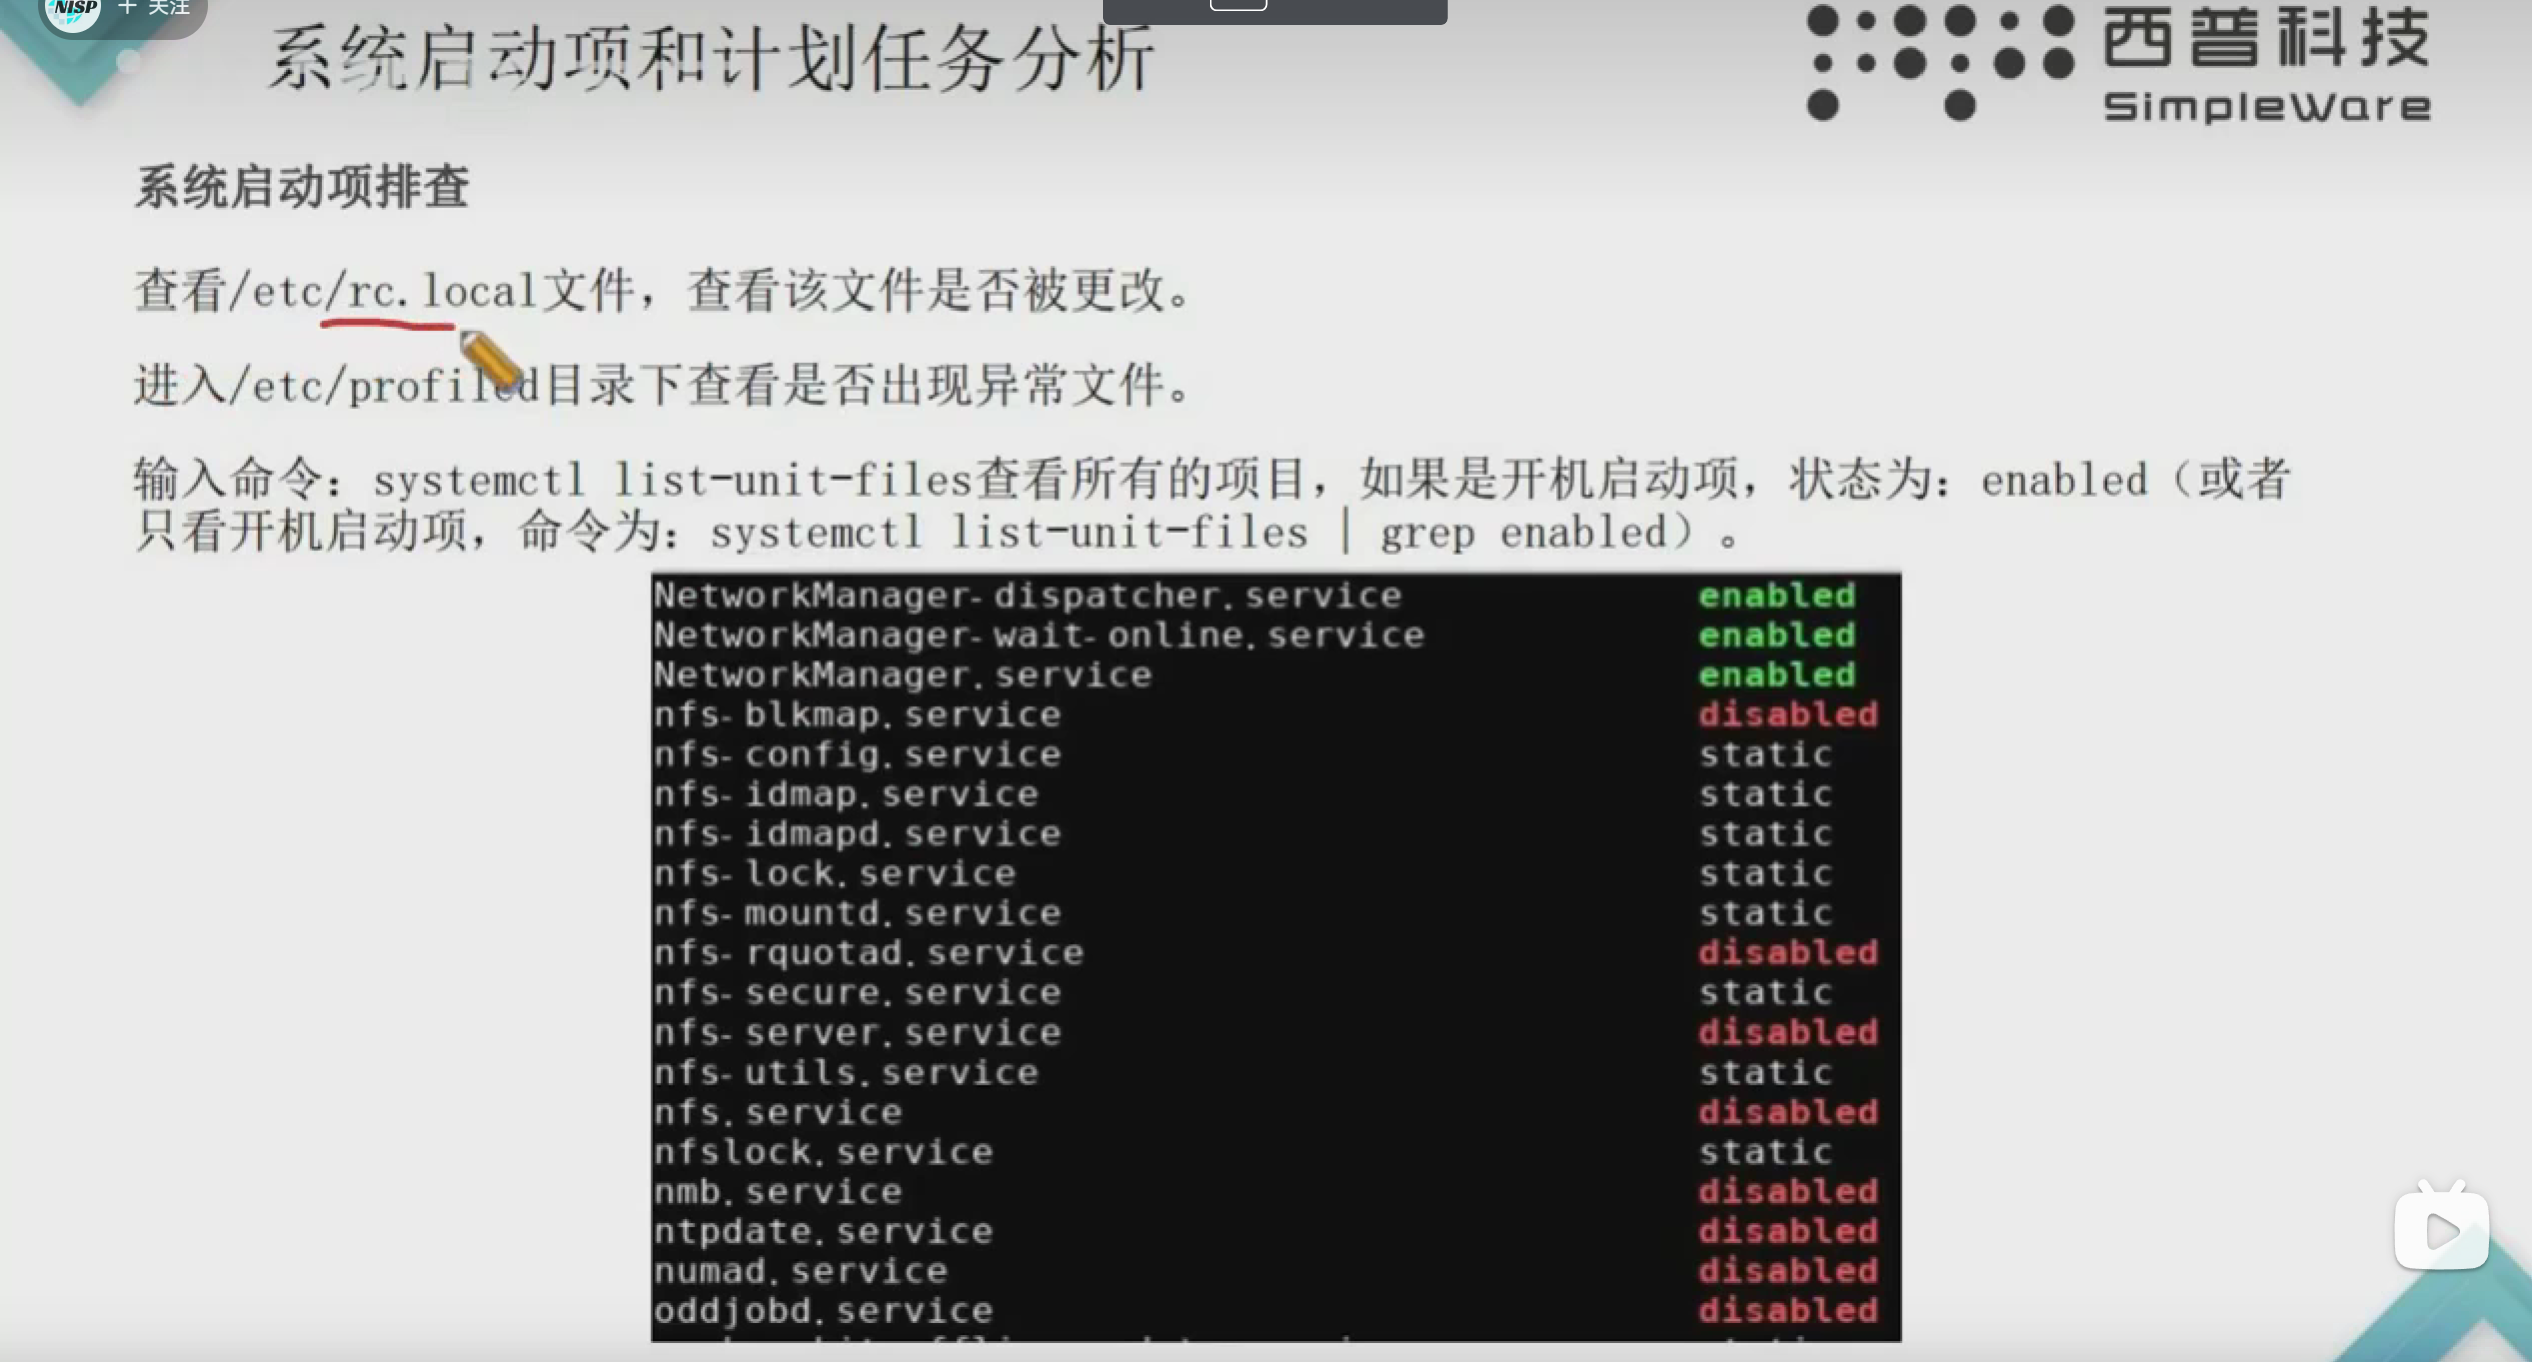 NISP + 关注
系统启动项和计划任务分析
西普科技
SimpleWare
系统启动项排查
查看/etc/rc.local文件，查看该文件是否被更改。
进入/etc/profiled目录下查看是否出现异常文件。
输入命令：systemctl list-unit-files查看所有的项目，如果是开机启动项，状态为：enabled（或者
只看开机启动项，命令为：systemctl list-unit-files | grep enabled）。
NetworkManager-dispatcher.service enabled
NetworkManager-wait-online.service enabled
NetworkManager.service enabled
nfs-blkmap.service disabled
nfs-config.service static
nfs-idmap.service static
nfs-idmapd.service static
nfs-lock.service static
nfs-mountd.service static
nfs-rquotad.service disabled
nfs-secure.service static
nfs-server.service disabled
nfs-utils.service static
nfs.service disabled
nfslock.service static
nmb.service disabled
ntpdate.service disabled
numad.service disabled
oddjobd.service disabled